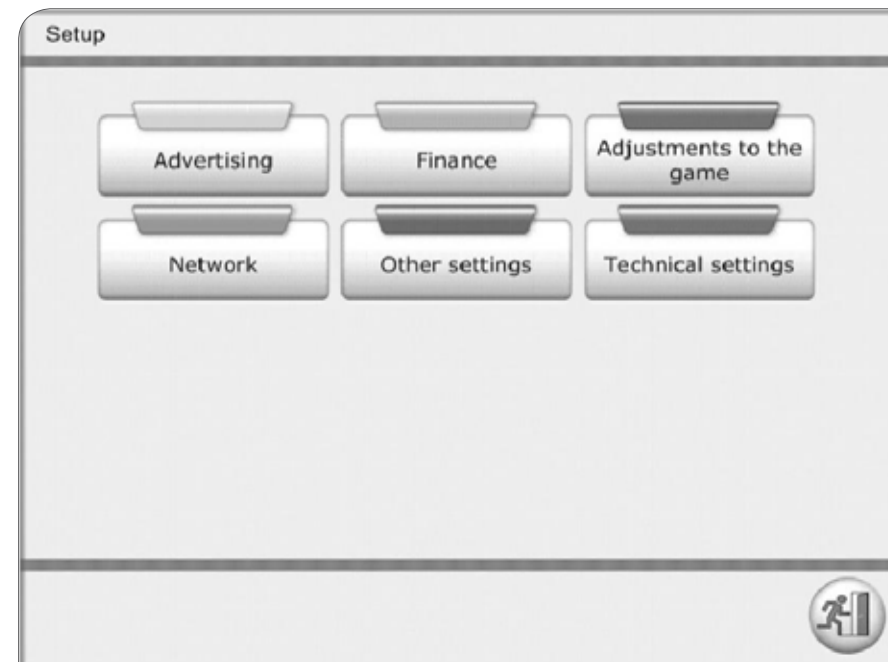 Setup
Advertising
Finance
Adjustments to the
game
Network
Other settings
Technical settings